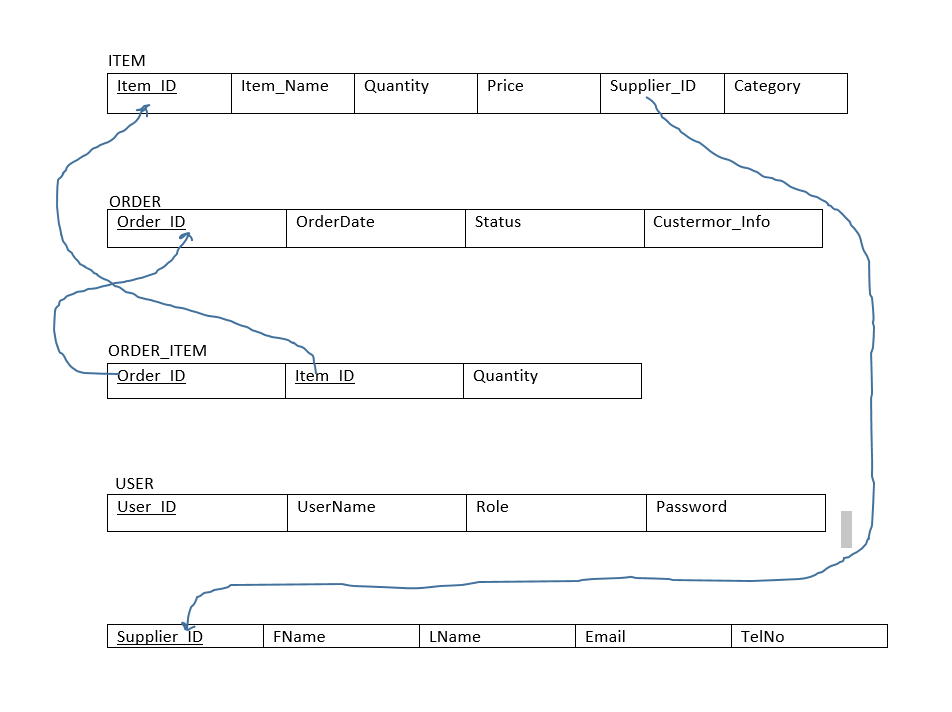 ITEM
Item_ID Item_Name Quantity Price Supplier_ID Category
ORDER
Order_ID OrderDate Status Custermor_Info
ORDER_ITEM
Order_ID Item_ID Quantity
USER
User_ID UserName Role Password
Supplier_ID FName LName Email TelNo